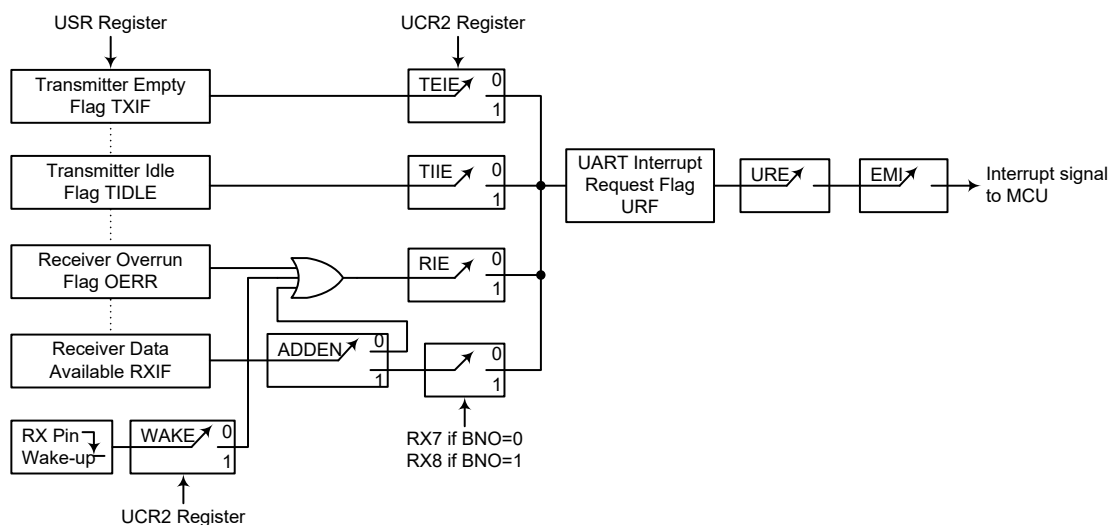 USR Register
UCR2 Register
Transmitter Empty
Flag TXIF
TEIE
0
1
Transmitter Idle
Flag TIDLE
TIIE
0
1
UART Interrupt
Request Flag
URF
URE
EMI
Interrupt signal
to MCU
Receiver Overrun
Flag OERR
RIE
0
1
Receiver Data
Available RXIF
ADDEN
0
1
0
1
RX7 if BNO=0
RX8 if BNO=1
RX Pin
Wake-up
WAKE
0
1
UCR2 Register